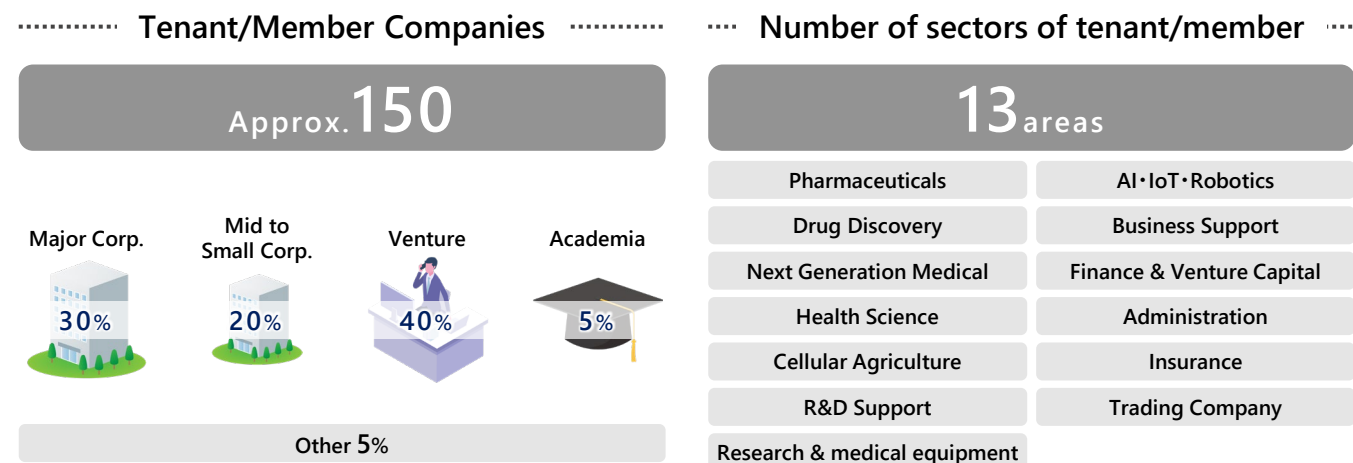 Tenant/Member Companies
Approx.150
Major Corp.
30%
Mid to
Small Corp.
20%
Venture
40%
Academia
5%
Other 5%
Number of sectors of tenant/member
13 areas
Pharmaceuticals
AI・IoT・Robotics
Drug Discovery
Business Support
Next Generation Medical
Finance & Venture Capital
Health Science
Administration
Cellular Agriculture
Insurance
R&D Support
Trading Company
Research & medical equipment